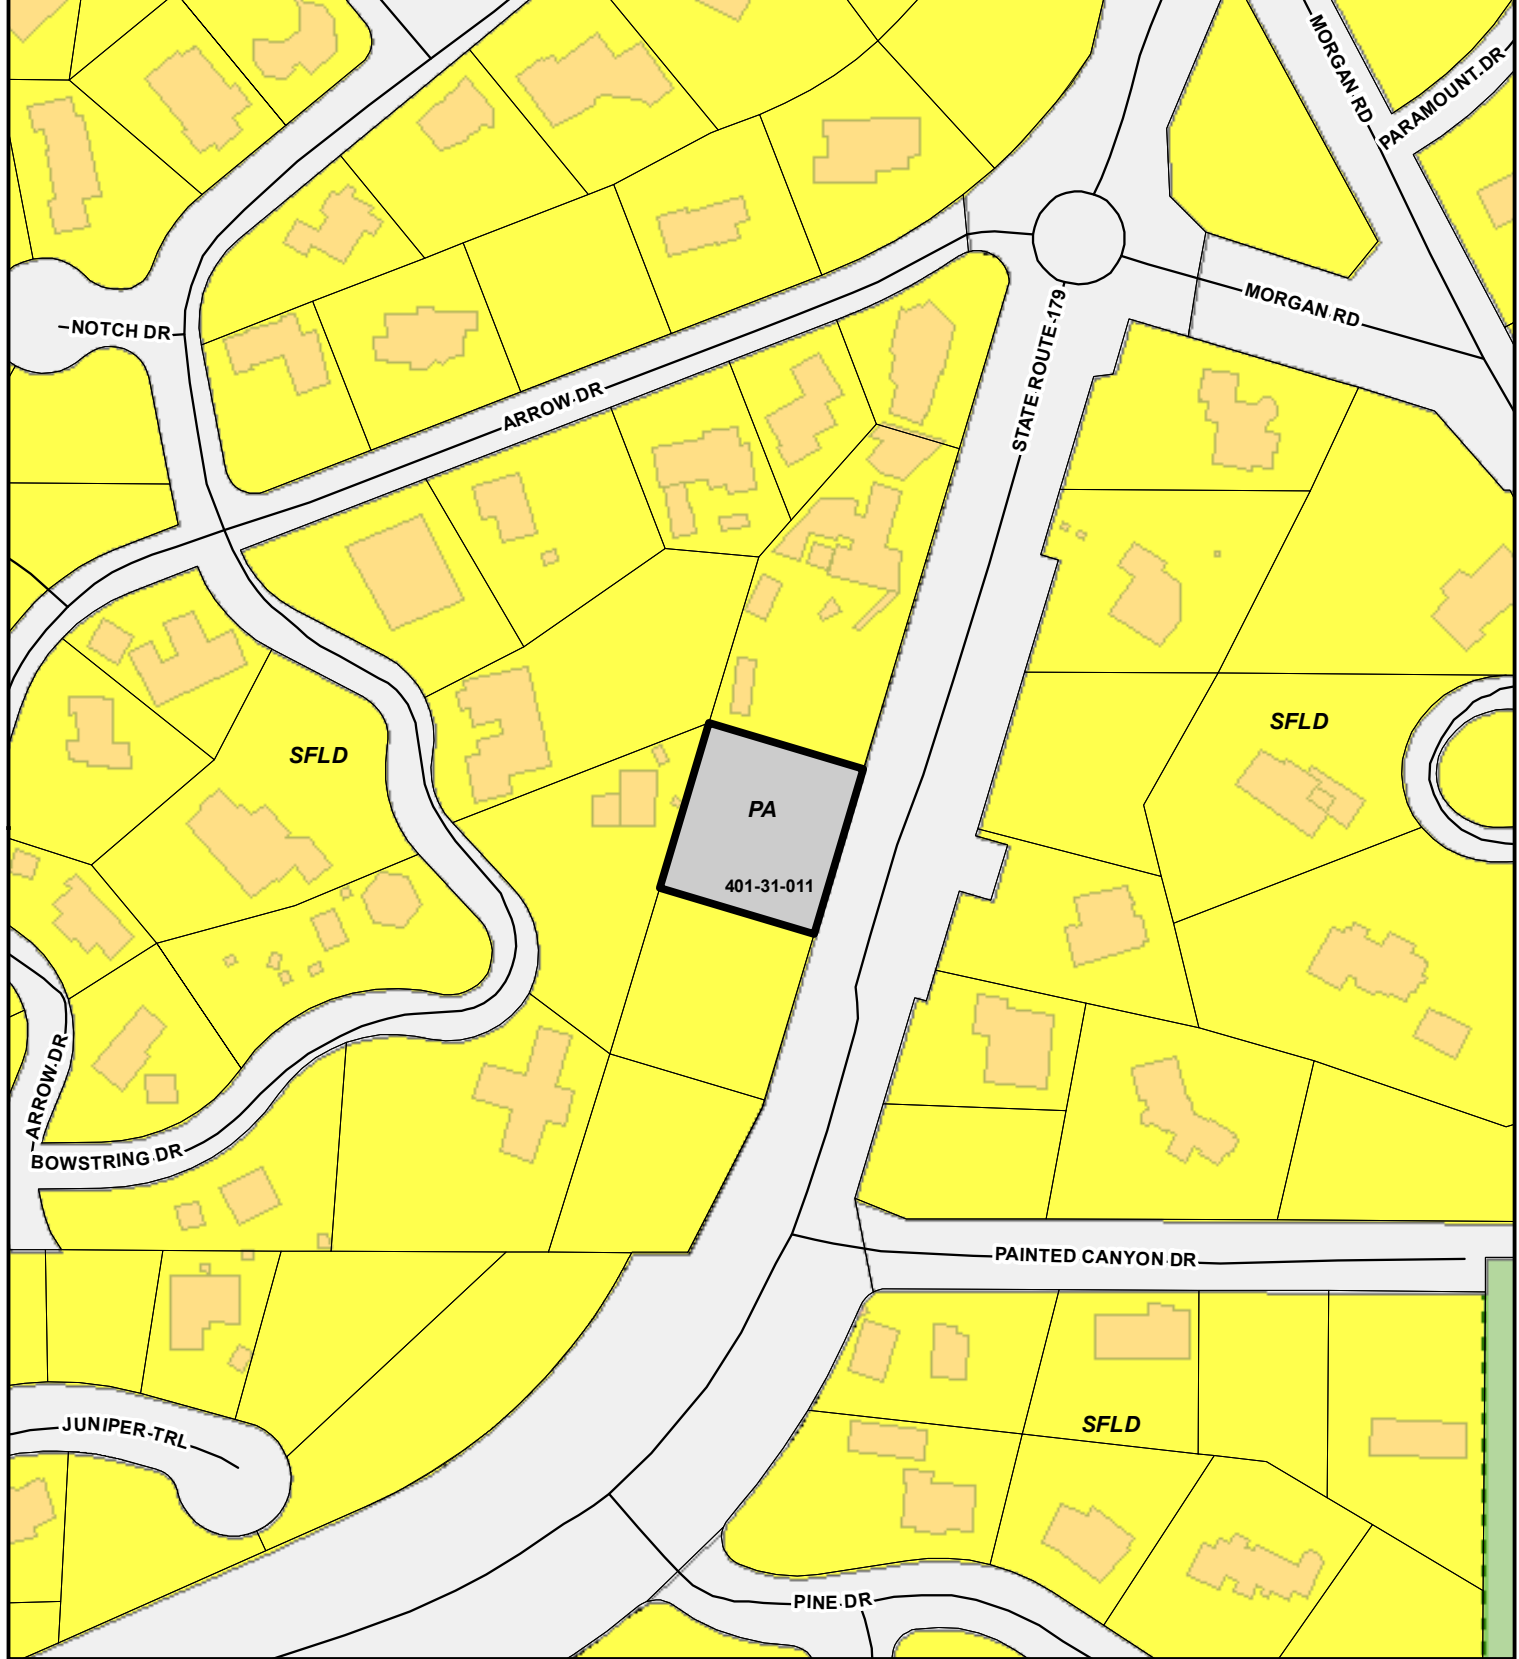 MORGAN RD
PARAMOUNT DR
NOTCH DR
MORGAN RD
STATE ROUTE 179
ARROW DR
SFLD
SFLD
PA
401-31-011
ARROW DR
BOWSTRING DR
PAINTED CANYON DR
JUNIPER TRL
SFLD
PINE DR